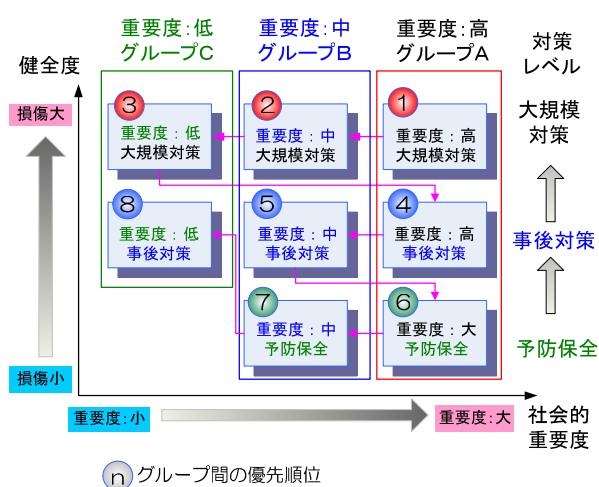 重要度：低
グループC
重要度：中
グループB
重要度：高
グループA
対策
レベル
健全度
損傷大
3
重要度：低
大規模対策
2
重要度：中
大規模対策
1
重要度：高
大規模対策
大規模
対策
8
重要度：低
事後対策
5
重要度：中
事後対策
4
重要度：高
事後対策
事後対策
7
重要度：中
予防保全
6
重要度：大
予防保全
予防保全
損傷小
重要度：小
重要度：大
社会的
重要度
n グループ間の優先順位